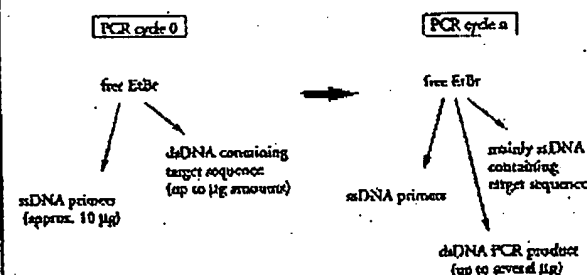 PCR cycle 0
free EtBr
ssDNA primers
(approx. 10 µg)
dsDNA containing
target sequence
(up to µg amounts)
PCR cycle n
free EtBr
ssDNA primers
mainly ssDNA
containing
target sequence
dsDNA PCR product
(up to several µg)